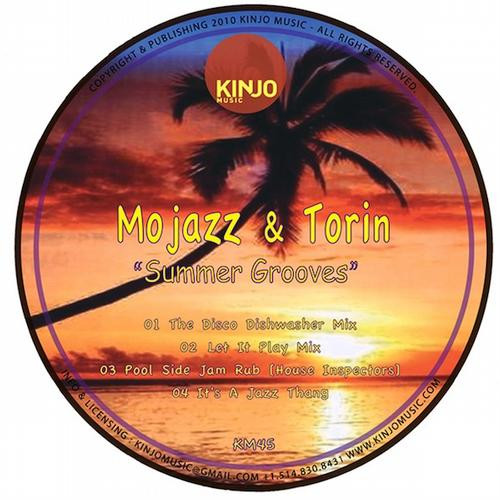 COPYRIGHT & PUBLISHING 2010 KINJO MUSIC - ALL RIGHTS RESERVED.
KINJO
MUSIC
Mojazz & Torin
"Summer Grooves"
01 The Disco Dishwasher Mix
02 Let It Play Mix
03 Pool Side Jam Rub (House Inspectors)
04 It's A Jazz Thang
KM45
INFO & LICENSING : KINJOMUSIC@GMAIL.COM +1.514.830.8431 WWW.KINJOMUSIC.COM